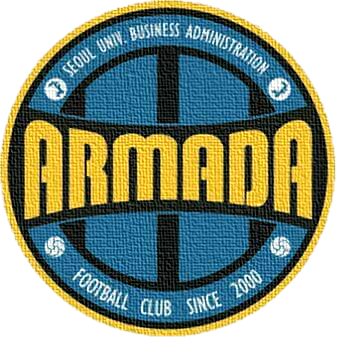 SEOUL UNIV. BUSINESS ADMINISTRATION
ARMADA
FOOTBALL CLUB SINCE 2000